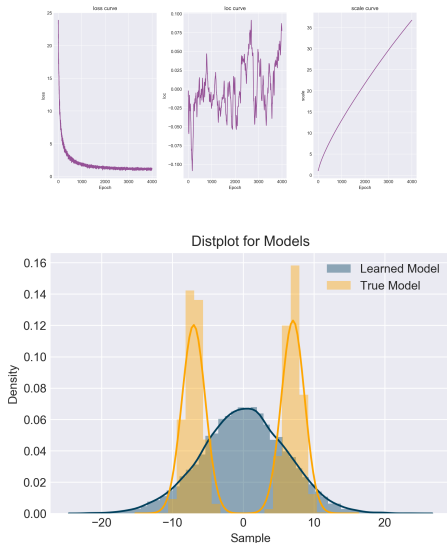 loss curve
25
20
15
10
5
0
loss
0 1000 2000 3000 4000
Epoch
loc curve
0.100
0.075
0.050
0.025
0.000
−0.025
−0.050
−0.075
−0.100
loc
0 1000 2000 3000 4000
Epoch
scale curve
35
30
25
20
15
10
5
0
scale
0 1000 2000 3000 4000
Epoch
Distplot for Models
0.16
0.14
0.12
0.10
0.08
0.06
0.04
0.02
0.00
Density
Learned Model
True Model
−20 −10 0 10 20
Sample